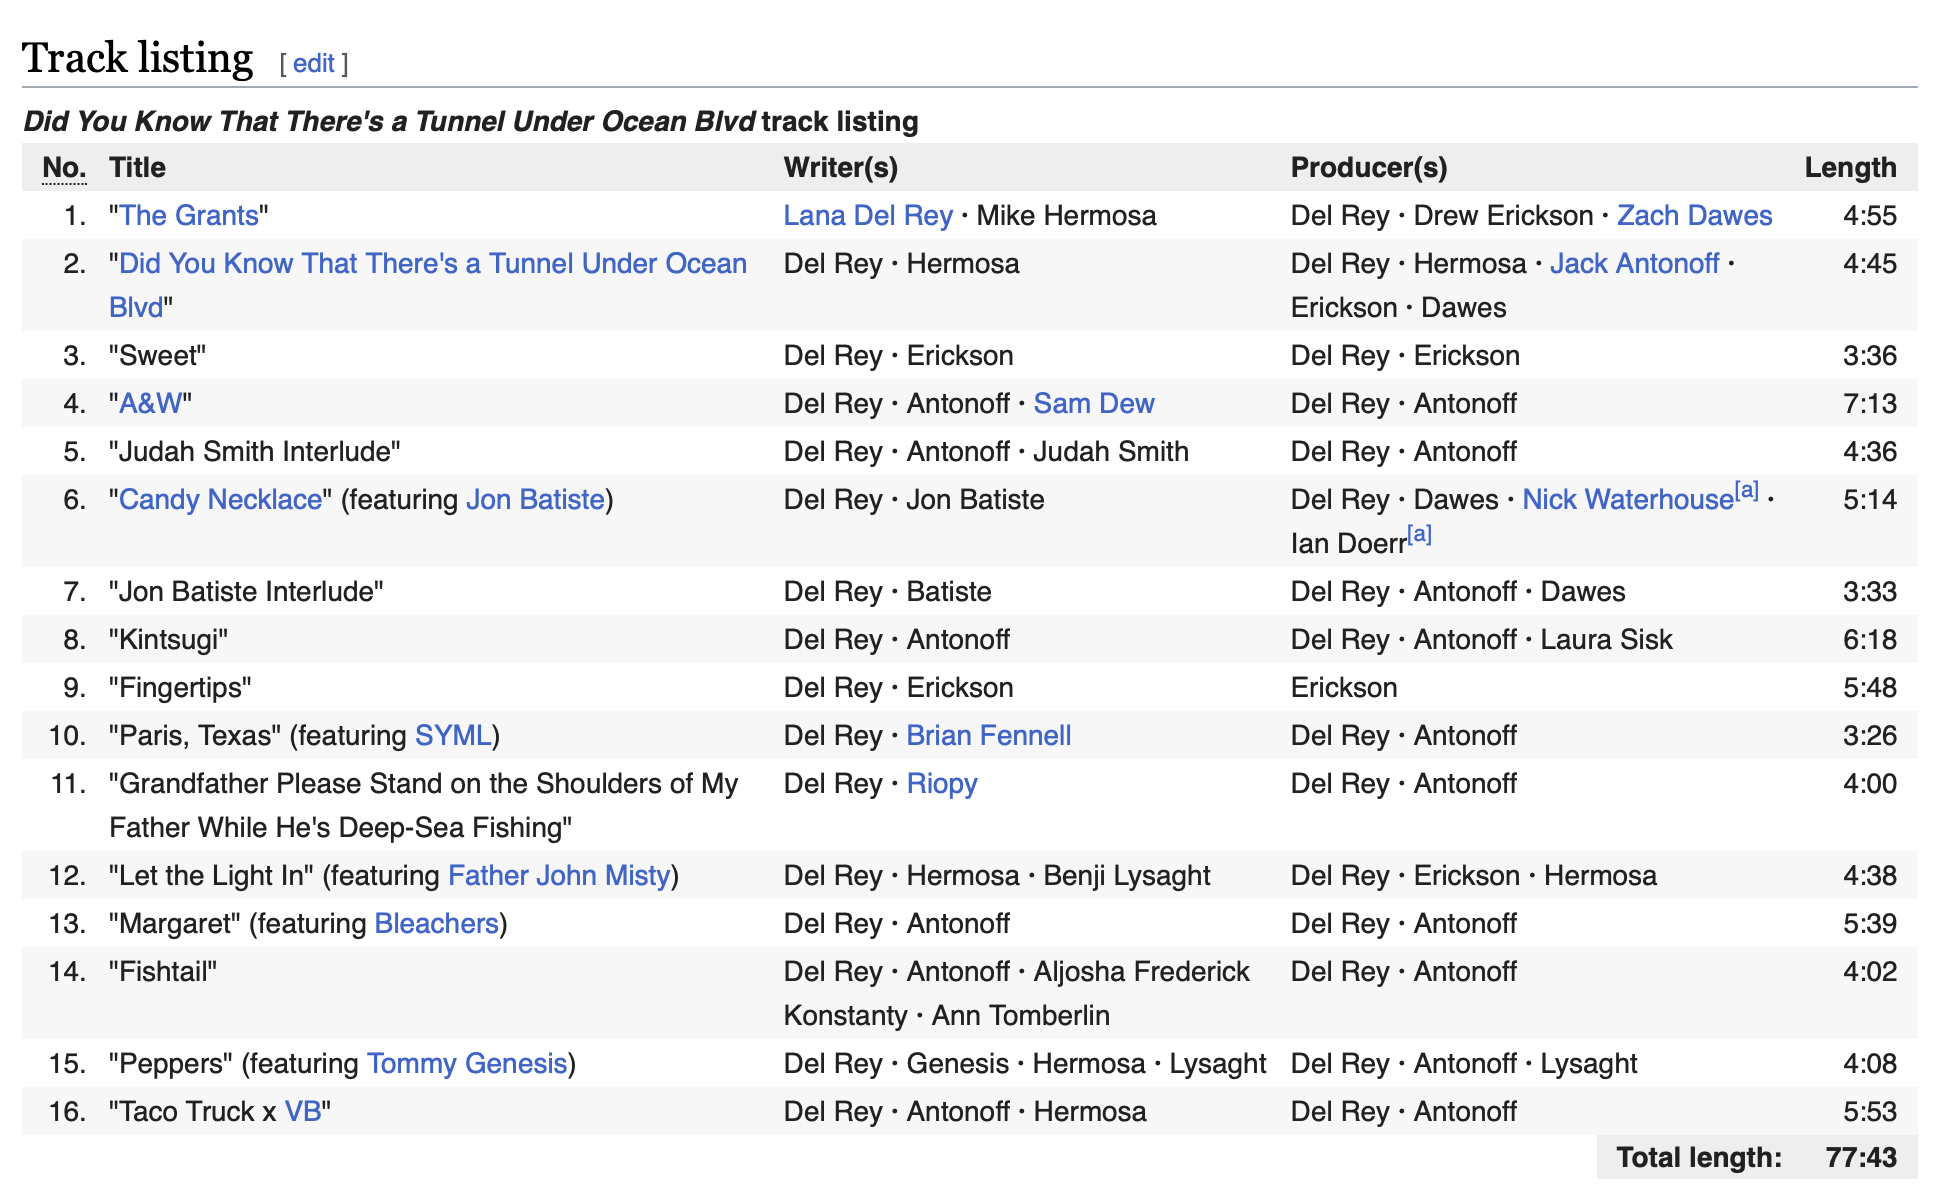 Track listing [ edit ]
Did You Know That There's a Tunnel Under Ocean Blvd track listing
No. Title Writer(s) Producer(s) Length
1. "The Grants" Lana Del Rey · Mike Hermosa Del Rey · Drew Erickson · Zach Dawes 4:55
2. "Did You Know That There's a Tunnel Under Ocean Del Rey · Hermosa Del Rey · Hermosa · Jack Antonoff · 4:45
Blvd" Erickson · Dawes
3. "Sweet" Del Rey · Erickson Del Rey · Erickson 3:36
4. "A&W" Del Rey · Antonoff · Sam Dew Del Rey · Antonoff 7:13
5. "Judah Smith Interlude" Del Rey · Antonoff · Judah Smith Del Rey · Antonoff 4:36
6. "Candy Necklace" (featuring Jon Batiste) Del Rey · Jon Batiste Del Rey · Dawes · Nick Waterhouse[a] · 5:14
Ian Doerr[a]
7. "Jon Batiste Interlude" Del Rey · Batiste Del Rey · Antonoff · Dawes 3:33
8. "Kintsugi" Del Rey · Antonoff Del Rey · Antonoff · Laura Sisk 6:18
9. "Fingertips" Del Rey · Erickson Erickson 5:48
10. "Paris, Texas" (featuring SYML) Del Rey · Brian Fennell Del Rey · Antonoff 3:26
11. "Grandfather Please Stand on the Shoulders of My Del Rey · Riopy Del Rey · Antonoff 4:00
Father While He's Deep-Sea Fishing"
12. "Let the Light In" (featuring Father John Misty) Del Rey · Hermosa · Benji Lysaght Del Rey · Erickson · Hermosa 4:38
13. "Margaret" (featuring Bleachers) Del Rey · Antonoff Del Rey · Antonoff 5:39
14. "Fishtail" Del Rey · Antonoff · Aljosha Frederick Del Rey · Antonoff 4:02
Konstanty · Ann Tomberlin
15. "Peppers" (featuring Tommy Genesis) Del Rey · Genesis · Hermosa · Lysaght Del Rey · Antonoff · Lysaght 4:08
16. "Taco Truck x VB" Del Rey · Antonoff · Hermosa Del Rey · Antonoff 5:53
Total length: 77:43